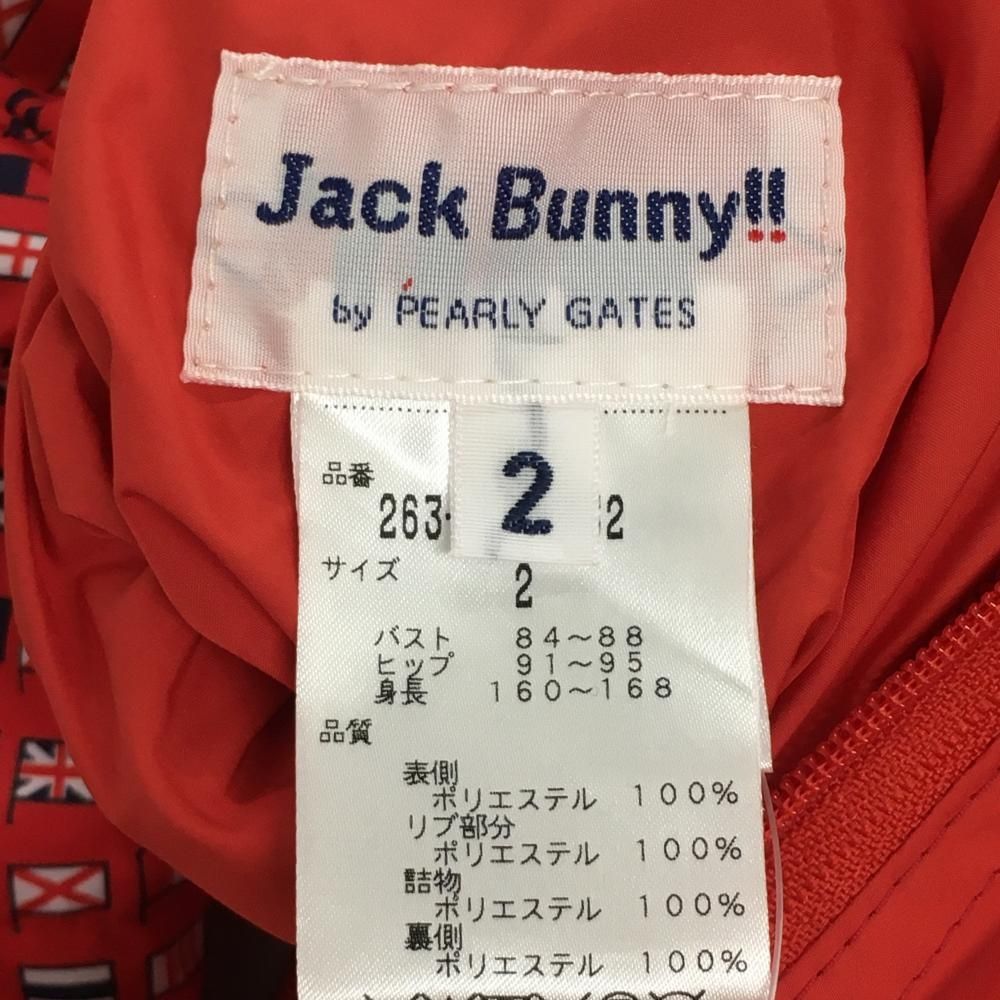 Jack Bunny!!
by PEARLY GATES
2
品番
263-
2
サイズ
2
バスト 84～88
ヒップ 91～95
身長 160～168
品質
表側
ポリエステル 100%
リブ部分
ポリエステル 100%
詰物
ポリエステル 100%
裏側
ポリエステル 100%